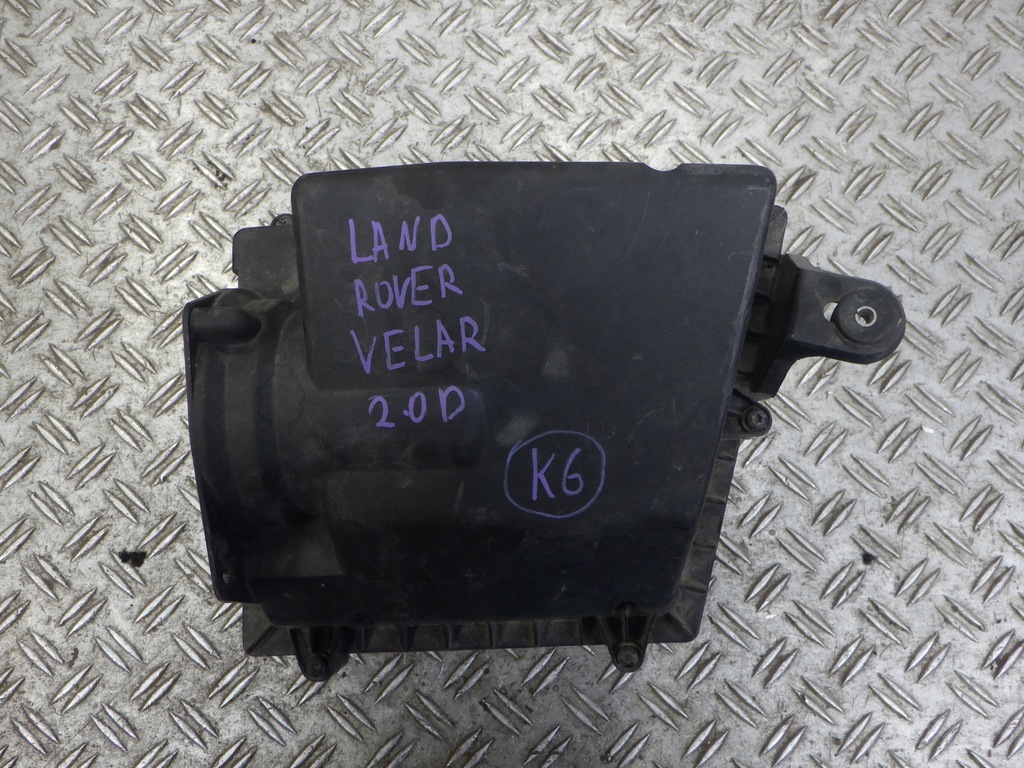 LAND
ROVER
VELAR
2.0D
K6